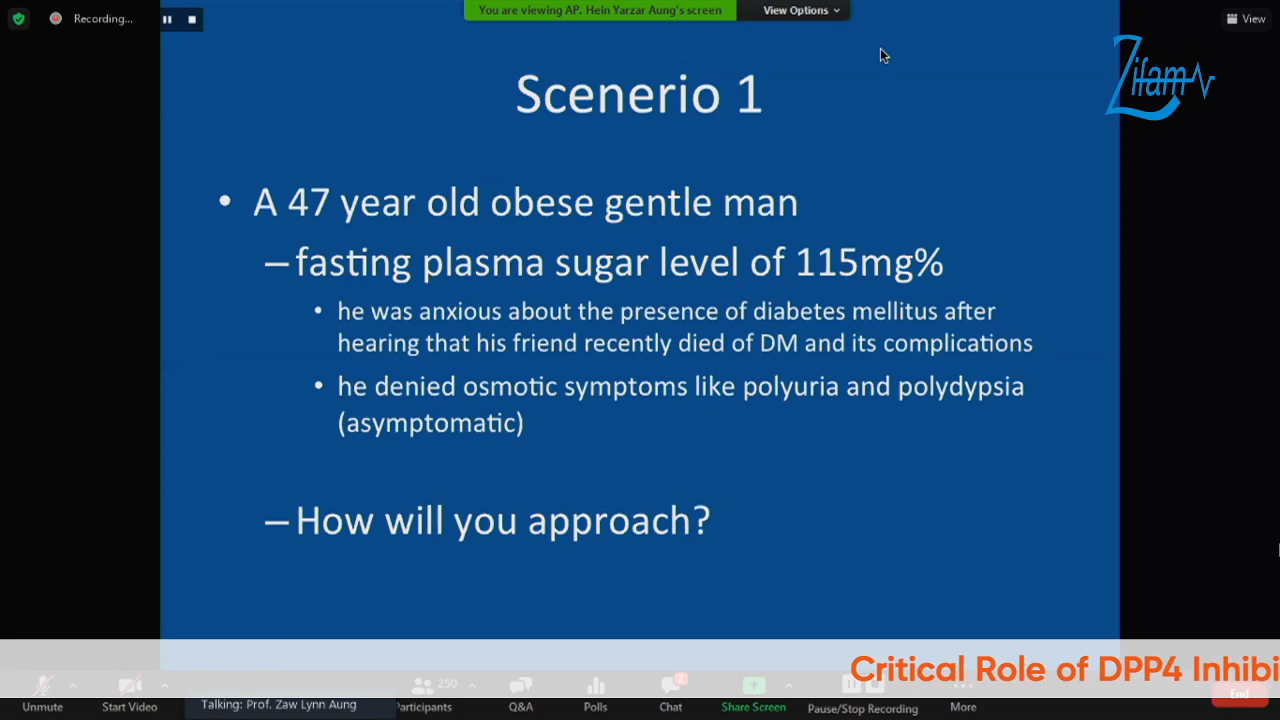 Recording...
You are viewing AP. Hein Yarzar Aung's screen
View Options
View
Zifam
Scenerio 1
• A 47 year old obese gentle man
– fasting plasma sugar level of 115mg%
• he was anxious about the presence of diabetes mellitus after
hearing that his friend recently died of DM and its complications
• he denied osmotic symptoms like polyuria and polydypsia
(asymptomatic)
– How will you approach?
Critical Role of DPP4 Inhibi
250
2
End
Unmute
Start Video
Talking: Prof. Zaw Lynn Aung
Participants
Q&A
Polls
Chat
Share Screen
Pause/Stop Recording
More